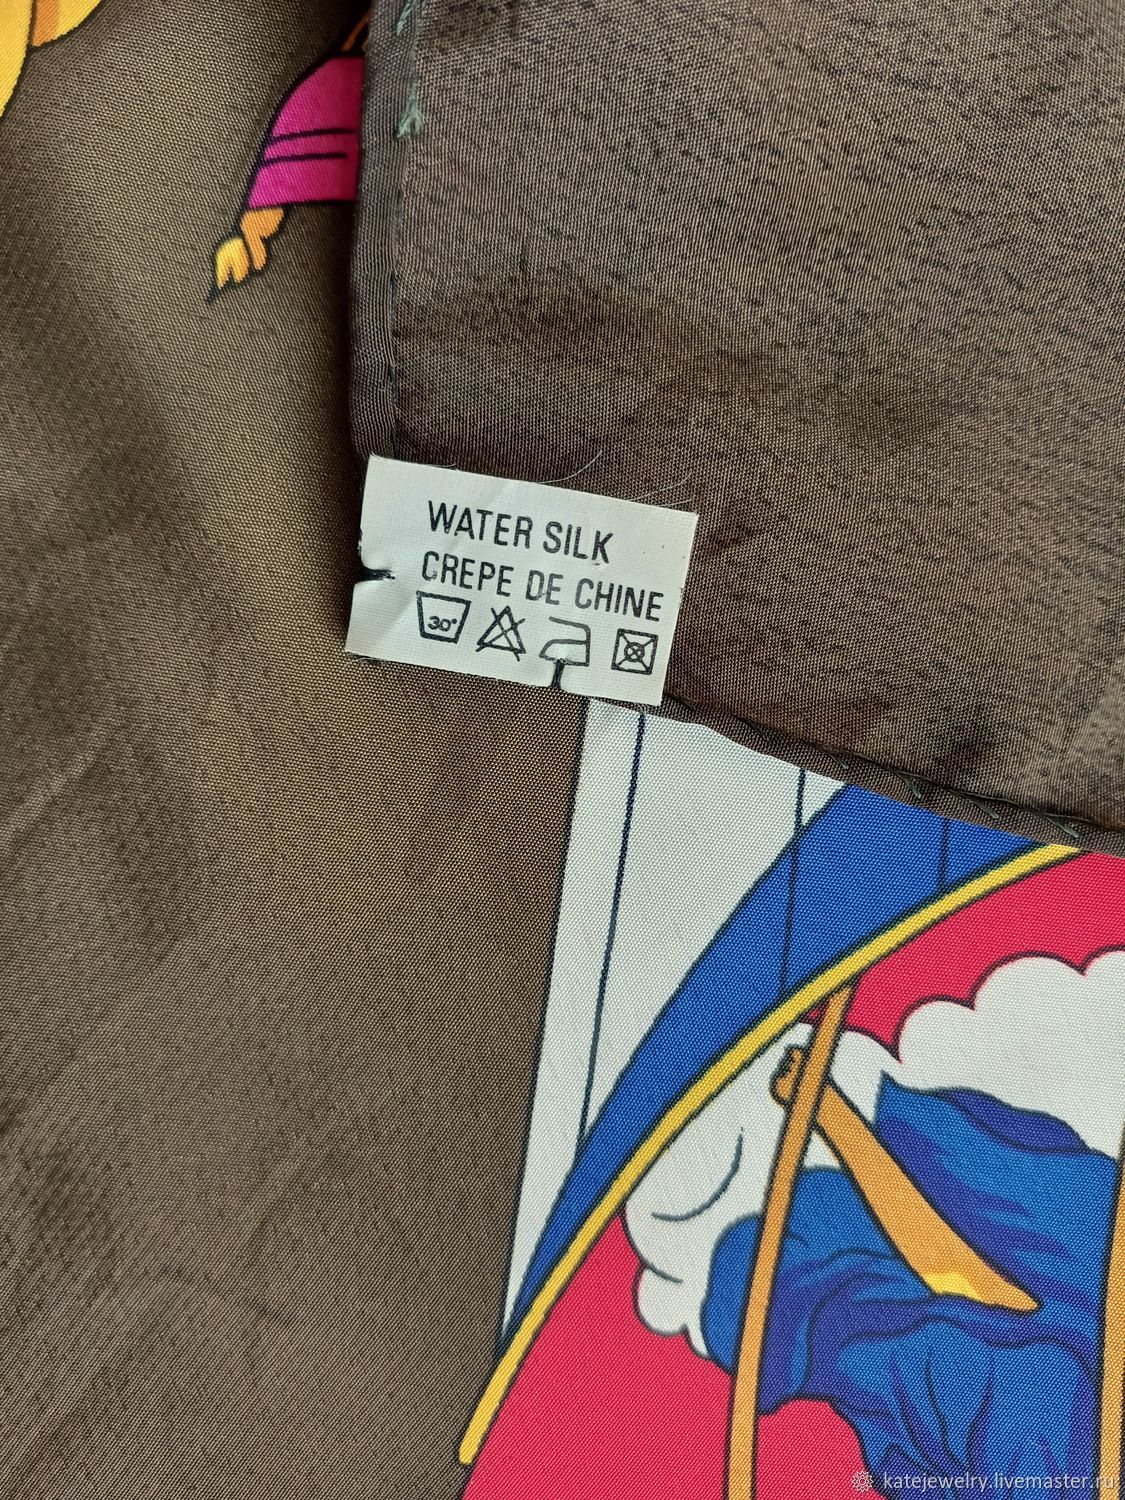 WATER SILK
CREPE DE CHINE
30°
katejewelry.livemaster.ru